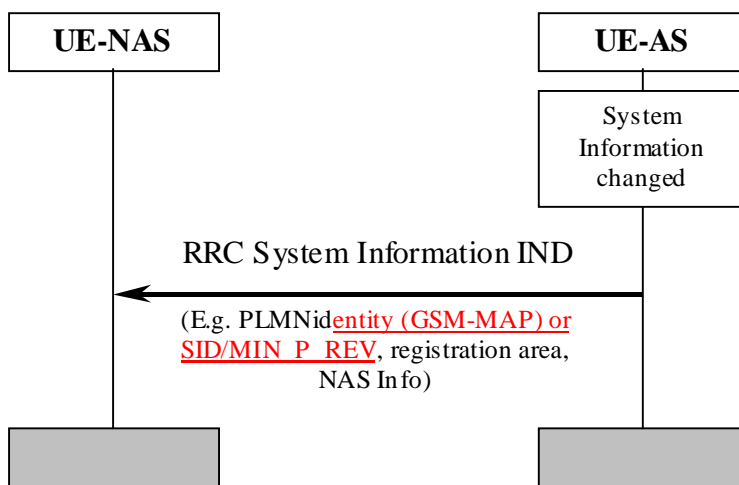 UE-NAS
UE-AS
System
Information
changed
RRC System Information IND
(E.g. PLMNidentity (GSM-MAP) or
SID/MIN_P_REV, registration area,
NAS Info)